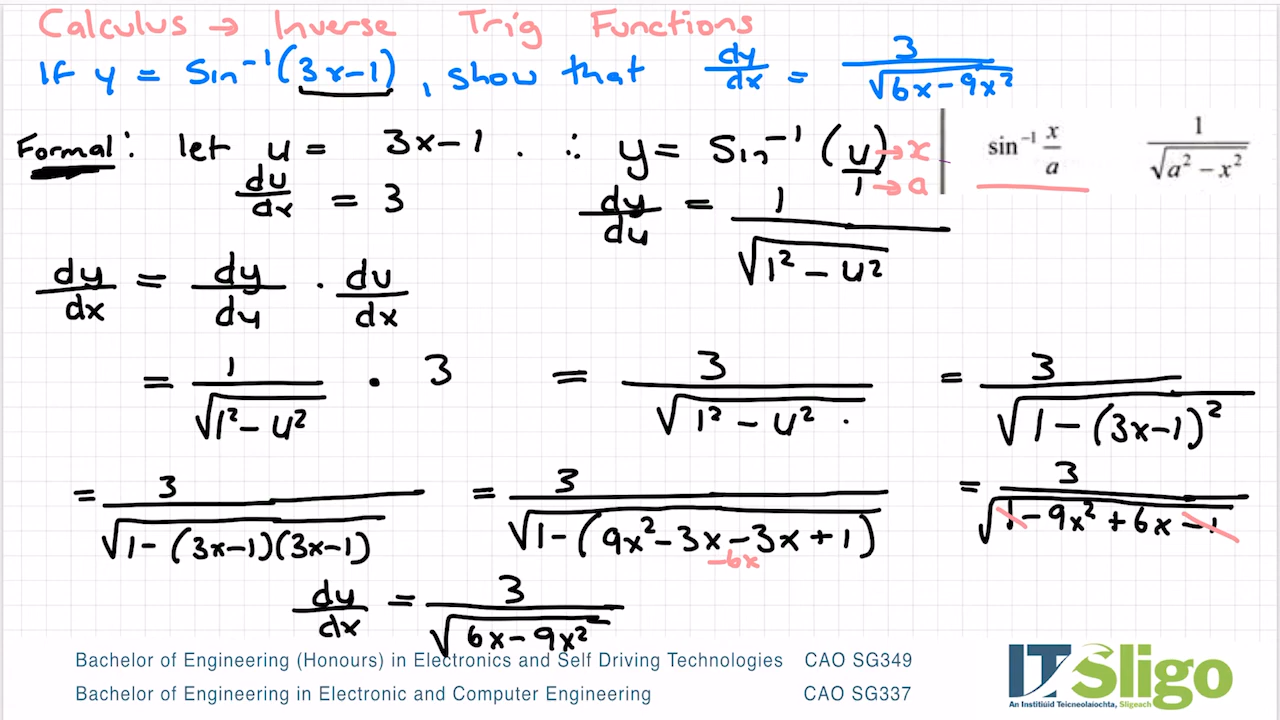 Calculus → Inverse Trig Functions
If y = Sin⁻¹(3x−1), show that dy/dx = 3/√(6x−9x²)
Formal: let u = 3x−1 . ∴ y = Sin⁻¹(u/1) →x →a
sin⁻¹ x/a 1/√(a² − x²)
du/dx = 3 dy/du = 1/√(1² − u²)
dy/dx = dy/du · du/dx
= 1/√(1² − u²) · 3 = 3/√(1² − u²) . = 3/√(1 − (3x−1)²)
= 3/√(1 − (3x−1)(3x−1)) = 3/√(1 − (9x² − 3x − 3x + 1)) = 3/√(1 − 9x² + 6x − 1)
−6x
dy/dx = 3/√(6x − 9x²)
Bachelor of Engineering (Honours) in Electronics and Self Driving Technologies CAO SG349
Bachelor of Engineering in Electronic and Computer Engineering CAO SG337
IT Sligo
An Institiúid Teicneolaíochta, Sligeach